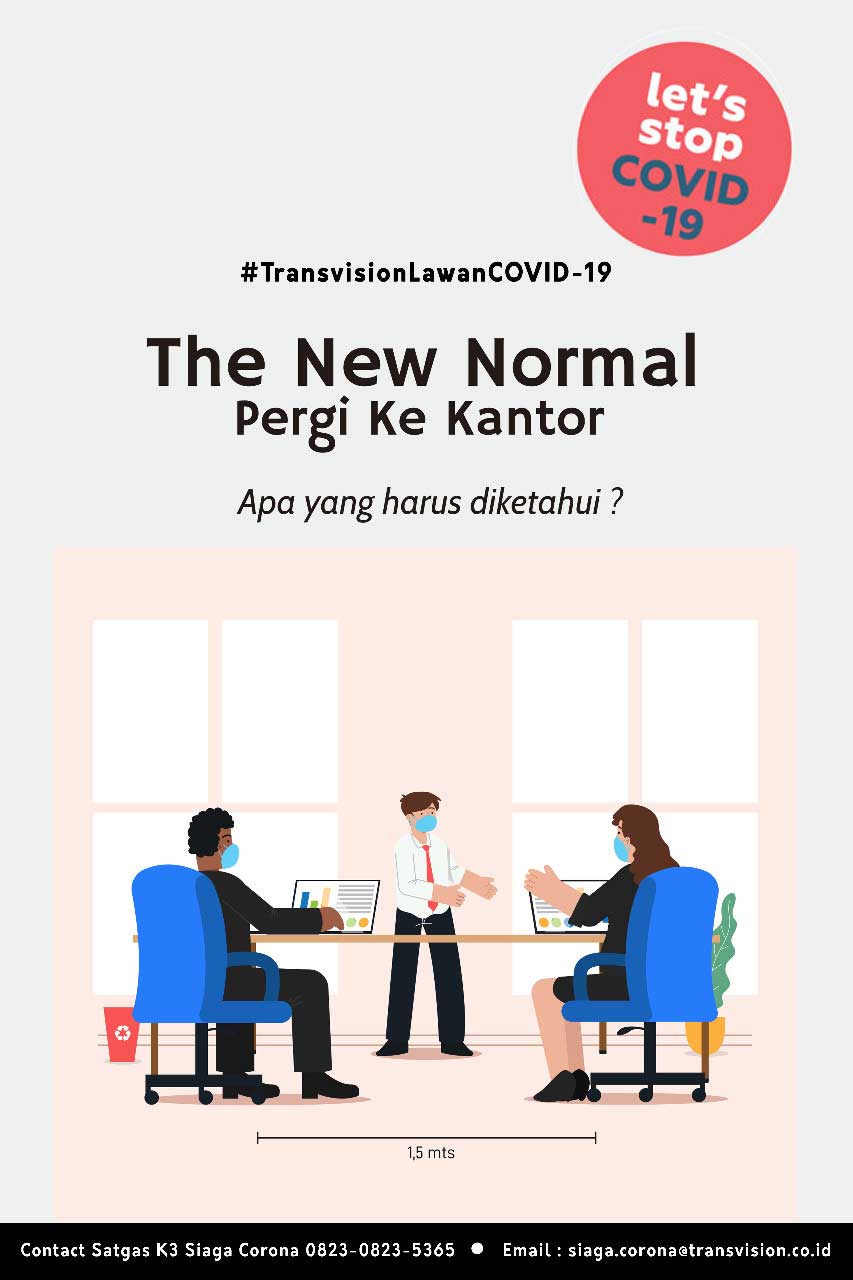 let's
stop
COVID
-19
#TransvisionLawanCOVID-19
The New Normal
Pergi Ke Kantor
Apa yang harus diketahui ?
1,5 mts
Contact Satgas K3 Siaga Corona 0823-0823-5365 ● Email : siaga.corona@transvision.co.id